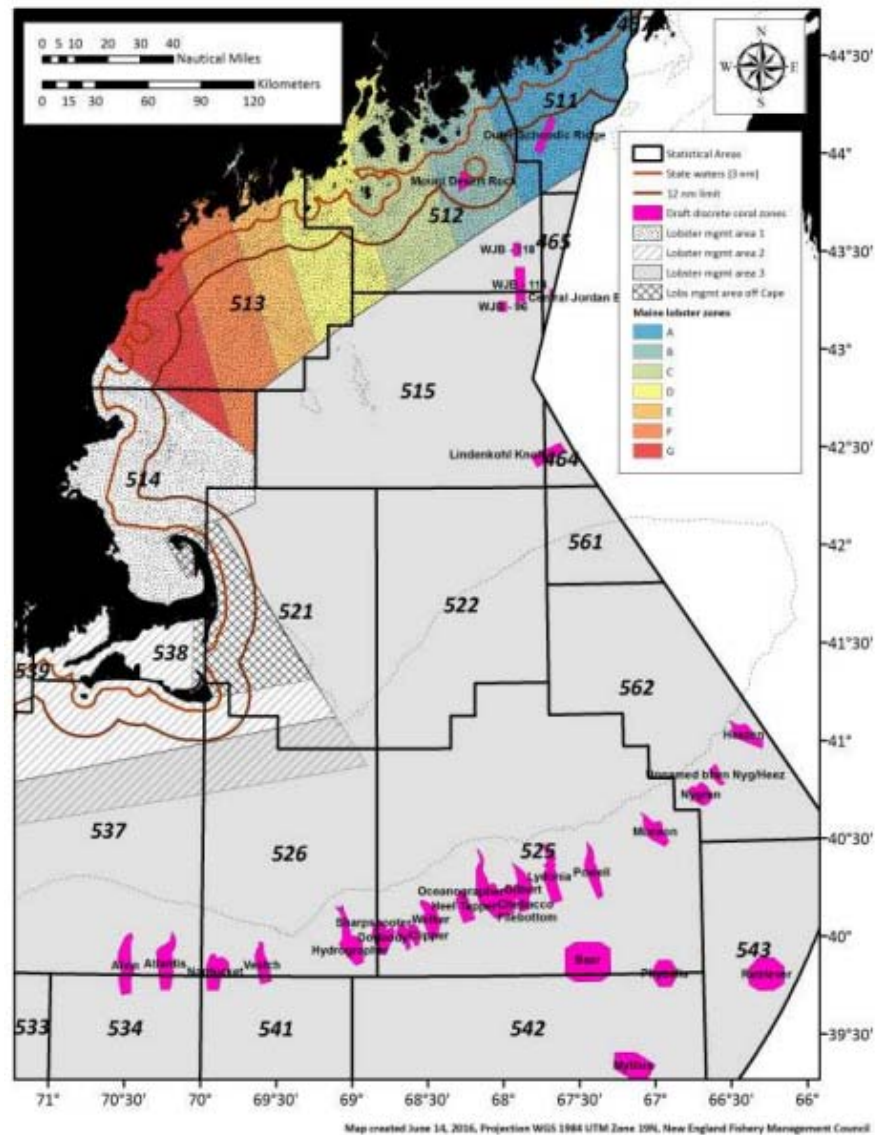 0 5 10 20 30 40
Nautical Miles
Kilometers
0 15 30 60 90 120
N
W E
S
44°30'
44°
43°30'
43°
42°30'
42°
41°30'
41°
40°30'
40°
39°30'
Statistical Areas
State waters (3 nm)
12 nm limit
Draft discrete coral zones
Lobster mgmt area 1
Lobster mgmt area 2
Lobster mgmt area 3
Lobs mgmt area off Cape
Maine lobster zones
A
B
C
D
E
F
G
467
511
Outer Schoodic Ridge
Mount Desert Rock
512
465
WJB - 118
WJB - 114
Central Jordan B
WJB - 96
513
515
Lindenkohl Knoll
464
514
561
521
522
538
539
562
Heezen
Unnamed btwn Nyg/Heez
Nygren
Munson
537
526
525
Powell
Lydonia
Oceanographer
Gilbert
Heel Tapper
Chebacco
Filebottom
Sharpshooter
Welker
Dogbody
Clipper
Hydrographer
Alvin
Atlantis
Nantucket
Veatch
Bear
Physalia
Retriever
543
533
534
541
542
Mytilus
71° 70°30' 70° 69°30' 69° 68°30' 68° 67°30' 67° 66°30' 66°
Map created June 14, 2016, Projection WGS 1984 UTM Zone 19N, New England Fishery Management Council